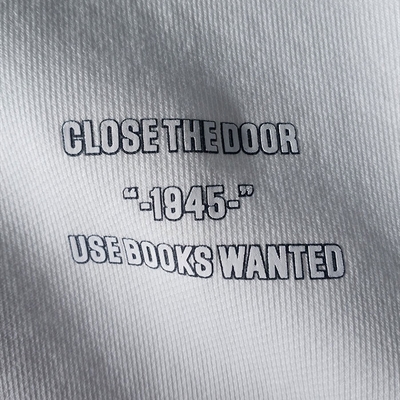 CLOSE THE DOOR
“-1945-”
USE BOOKS WANTED